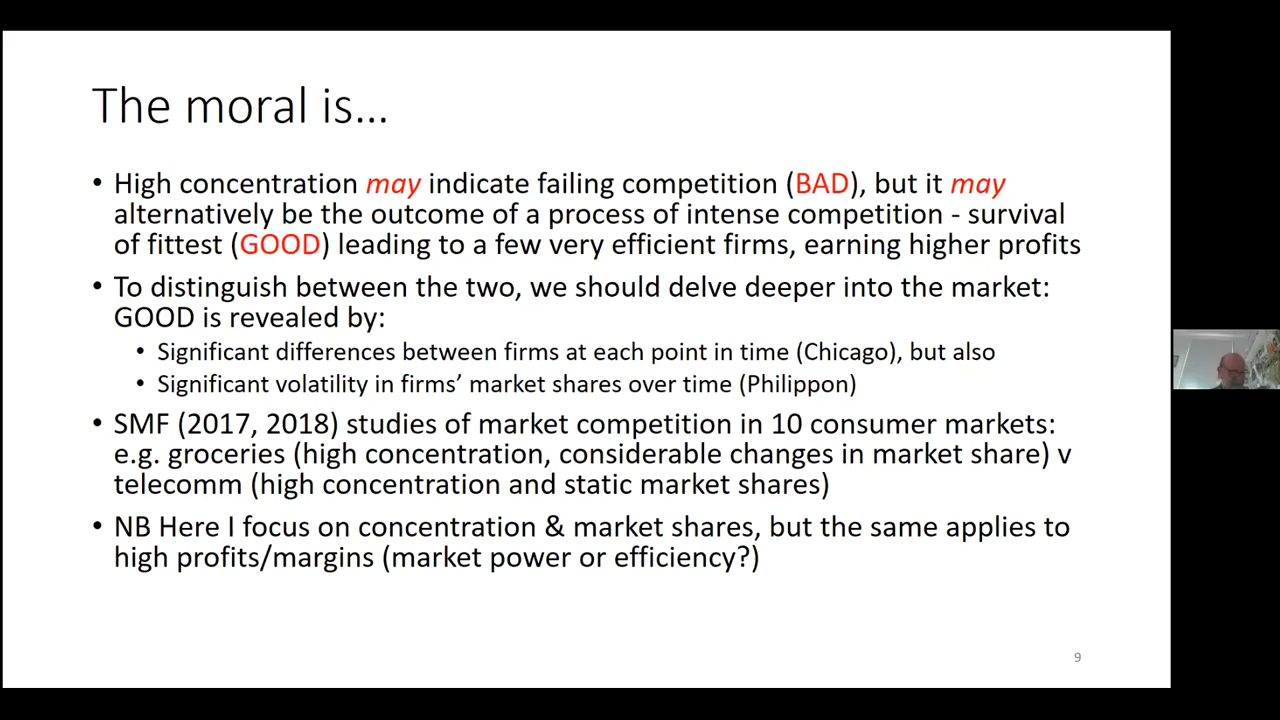 The moral is...
• High concentration may indicate failing competition (BAD), but it may
alternatively be the outcome of a process of intense competition - survival
of fittest (GOOD) leading to a few very efficient firms, earning higher profits
• To distinguish between the two, we should delve deeper into the market:
GOOD is revealed by:
• Significant differences between firms at each point in time (Chicago), but also
• Significant volatility in firms’ market shares over time (Philippon)
• SMF (2017, 2018) studies of market competition in 10 consumer markets:
e.g. groceries (high concentration, considerable changes in market share) v
telecomm (high concentration and static market shares)
• NB Here I focus on concentration & market shares, but the same applies to
high profits/margins (market power or efficiency?)
9